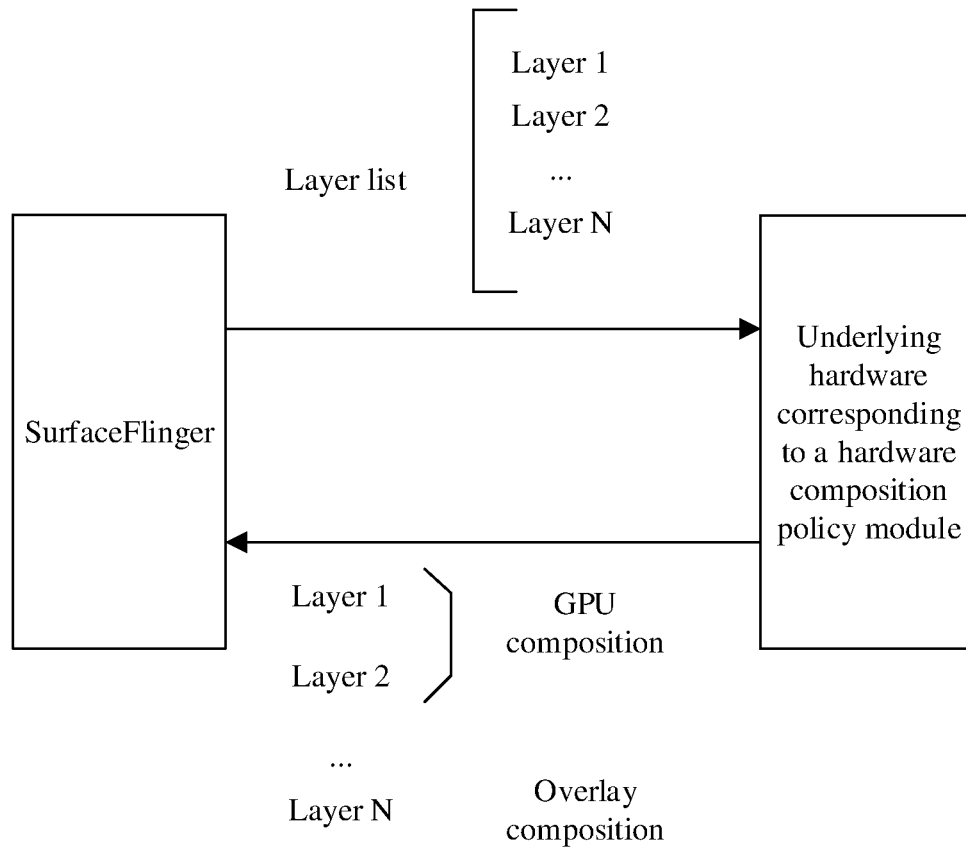 Layer 1
Layer 2
...
Layer N
Layer list
SurfaceFlinger
Underlying
hardware
corresponding
to a hardware
composition
policy module
Layer 1
Layer 2
GPU
composition
...
Layer N
Overlay
composition